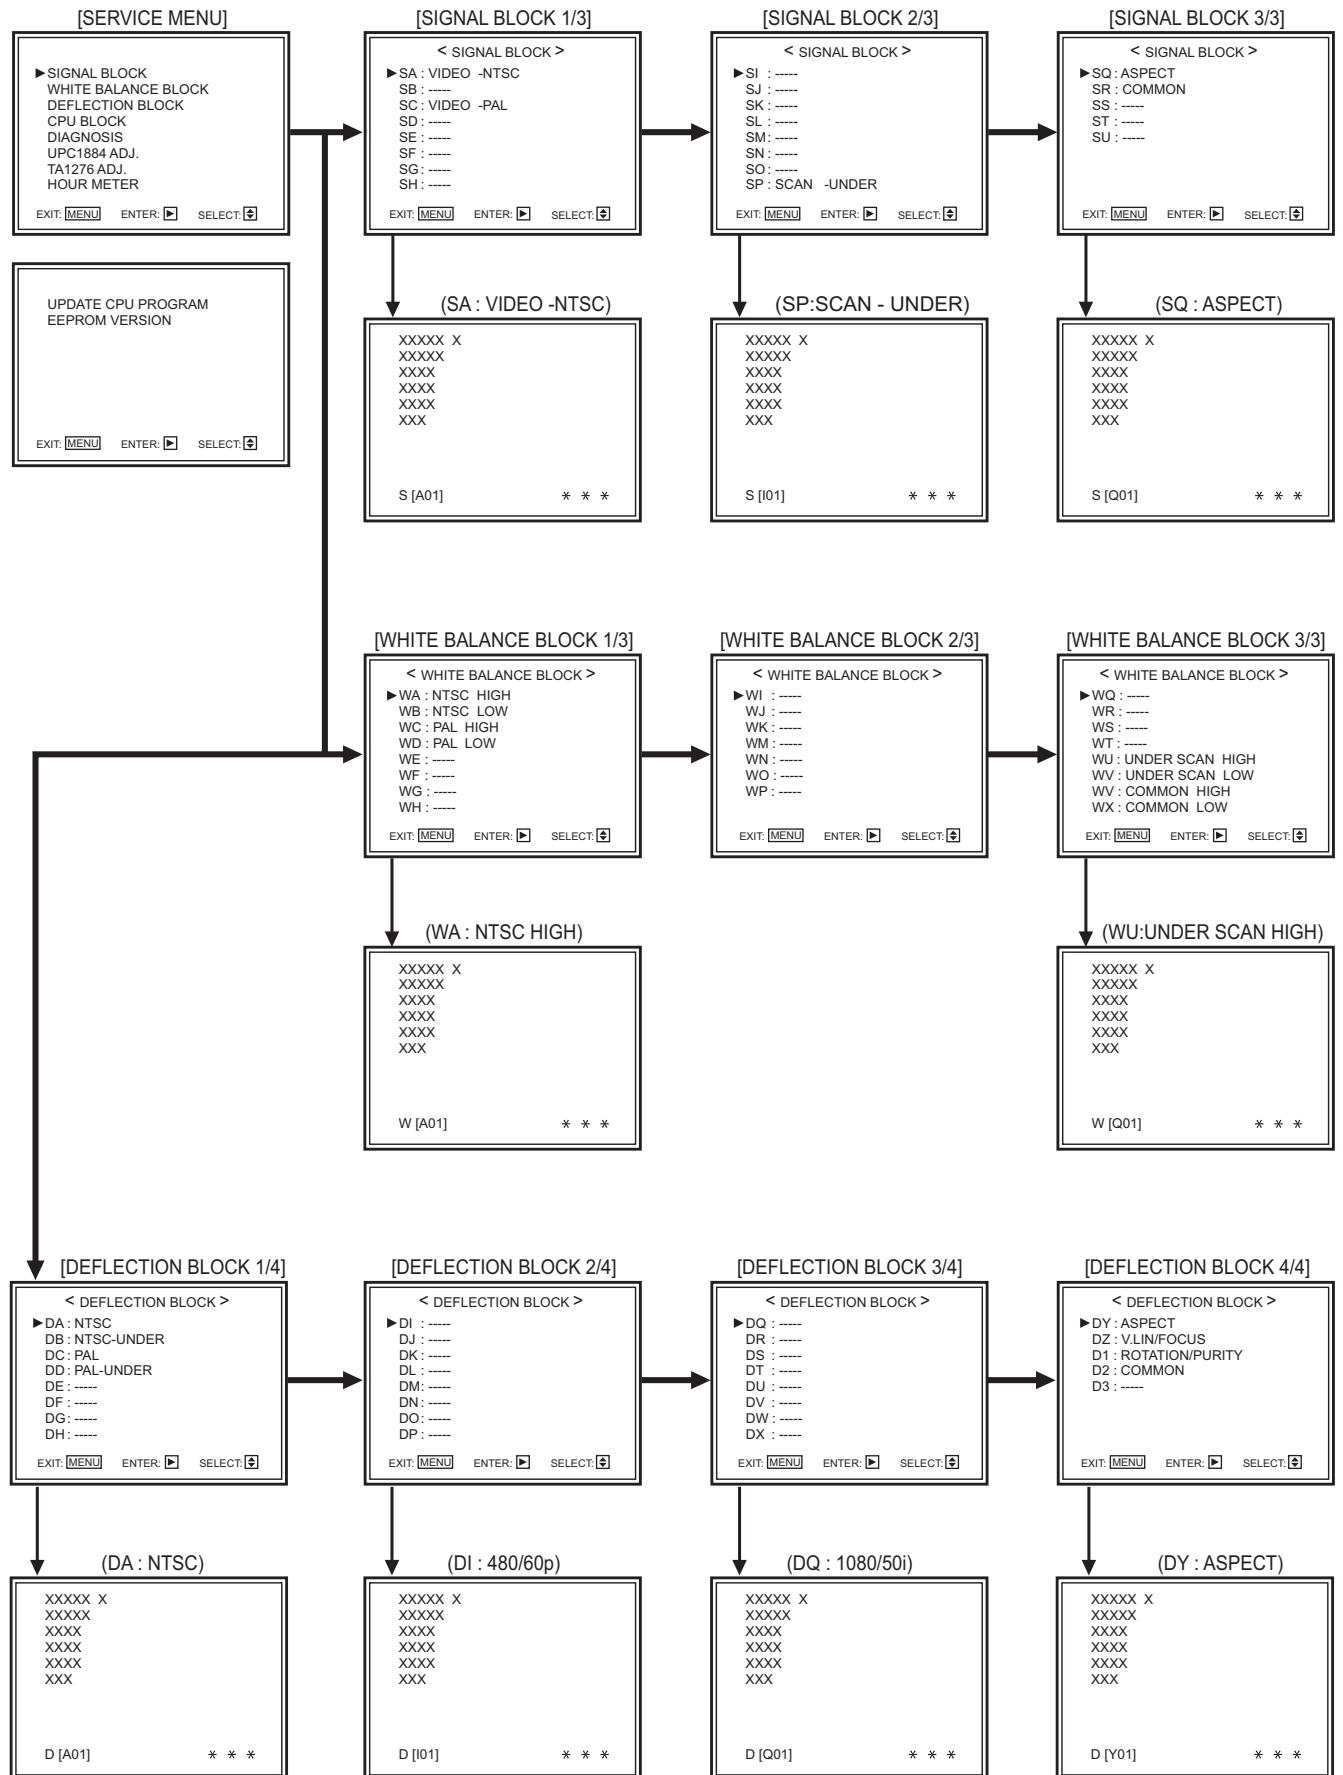 [SERVICE MENU]
►SIGNAL BLOCK
WHITE BALANCE BLOCK
DEFLECTION BLOCK
CPU BLOCK
DIAGNOSIS
UPC1884 ADJ.
TA1276 ADJ.
HOUR METER
EXIT: MENU ENTER: ► SELECT:
UPDATE CPU PROGRAM
EEPROM VERSION
EXIT: MENU ENTER: ► SELECT:
[SIGNAL BLOCK 1/3]
< SIGNAL BLOCK >
►SA : VIDEO -NTSC
SB : -----
SC : VIDEO -PAL
SD : -----
SE : -----
SF : -----
SG : -----
SH : -----
EXIT: MENU ENTER: ► SELECT:
(SA : VIDEO -NTSC)
XXXXX X
XXXXX
XXXX
XXXX
XXXX
XXX
S [A01] * * *
[SIGNAL BLOCK 2/3]
< SIGNAL BLOCK >
►SI : -----
SJ : -----
SK : -----
SL : -----
SM : -----
SN : -----
SO : -----
SP : SCAN -UNDER
EXIT: MENU ENTER: ► SELECT:
(SP:SCAN - UNDER)
XXXXX X
XXXXX
XXXX
XXXX
XXXX
XXX
S [I01] * * *
[SIGNAL BLOCK 3/3]
< SIGNAL BLOCK >
►SQ : ASPECT
SR : COMMON
SS : -----
ST : -----
SU : -----
EXIT: MENU ENTER: ► SELECT:
(SQ : ASPECT)
XXXXX X
XXXXX
XXXX
XXXX
XXXX
XXX
S [Q01] * * *
[WHITE BALANCE BLOCK 1/3]
< WHITE BALANCE BLOCK >
►WA : NTSC HIGH
WB : NTSC LOW
WC : PAL HIGH
WD : PAL LOW
WE : -----
WF : -----
WG : -----
WH : -----
EXIT: MENU ENTER: ► SELECT:
(WA : NTSC HIGH)
XXXXX X
XXXXX
XXXX
XXXX
XXXX
XXX
W [A01] * * *
[WHITE BALANCE BLOCK 2/3]
< WHITE BALANCE BLOCK >
►WI : -----
WJ : -----
WK : -----
WM : -----
WN : -----
WO : -----
WP : -----
EXIT: MENU ENTER: ► SELECT:
[WHITE BALANCE BLOCK 3/3]
< WHITE BALANCE BLOCK >
►WQ : -----
WR : -----
WS : -----
WT : -----
WU : UNDER SCAN HIGH
WV : UNDER SCAN LOW
WV : COMMON HIGH
WX : COMMON LOW
EXIT: MENU ENTER: ► SELECT:
(WU:UNDER SCAN HIGH)
XXXXX X
XXXXX
XXXX
XXXX
XXXX
XXX
W [Q01] * * *
[DEFLECTION BLOCK 1/4]
< DEFLECTION BLOCK >
►DA : NTSC
DB : NTSC-UNDER
DC : PAL
DD : PAL-UNDER
DE : -----
DF : -----
DG : -----
DH : -----
EXIT: MENU ENTER: ► SELECT:
(DA : NTSC)
XXXXX X
XXXXX
XXXX
XXXX
XXXX
XXX
D [A01] * * *
[DEFLECTION BLOCK 2/4]
< DEFLECTION BLOCK >
►DI : -----
DJ : -----
DK : -----
DL : -----
DM : -----
DN : -----
DO : -----
DP : -----
EXIT: MENU ENTER: ► SELECT:
(DI : 480/60p)
XXXXX X
XXXXX
XXXX
XXXX
XXXX
XXX
D [I01] * * *
[DEFLECTION BLOCK 3/4]
< DEFLECTION BLOCK >
►DQ : -----
DR : -----
DS : -----
DT : -----
DU : -----
DV : -----
DW : -----
DX : -----
EXIT: MENU ENTER: ► SELECT:
(DQ : 1080/50i)
XXXXX X
XXXXX
XXXX
XXXX
XXXX
XXX
D [Q01] * * *
[DEFLECTION BLOCK 4/4]
< DEFLECTION BLOCK >
►DY : ASPECT
DZ : V.LIN/FOCUS
D1 : ROTATION/PURITY
D2 : COMMON
D3 : -----
EXIT: MENU ENTER: ► SELECT:
(DY : ASPECT)
XXXXX X
XXXXX
XXXX
XXXX
XXXX
XXX
D [Y01] * * *